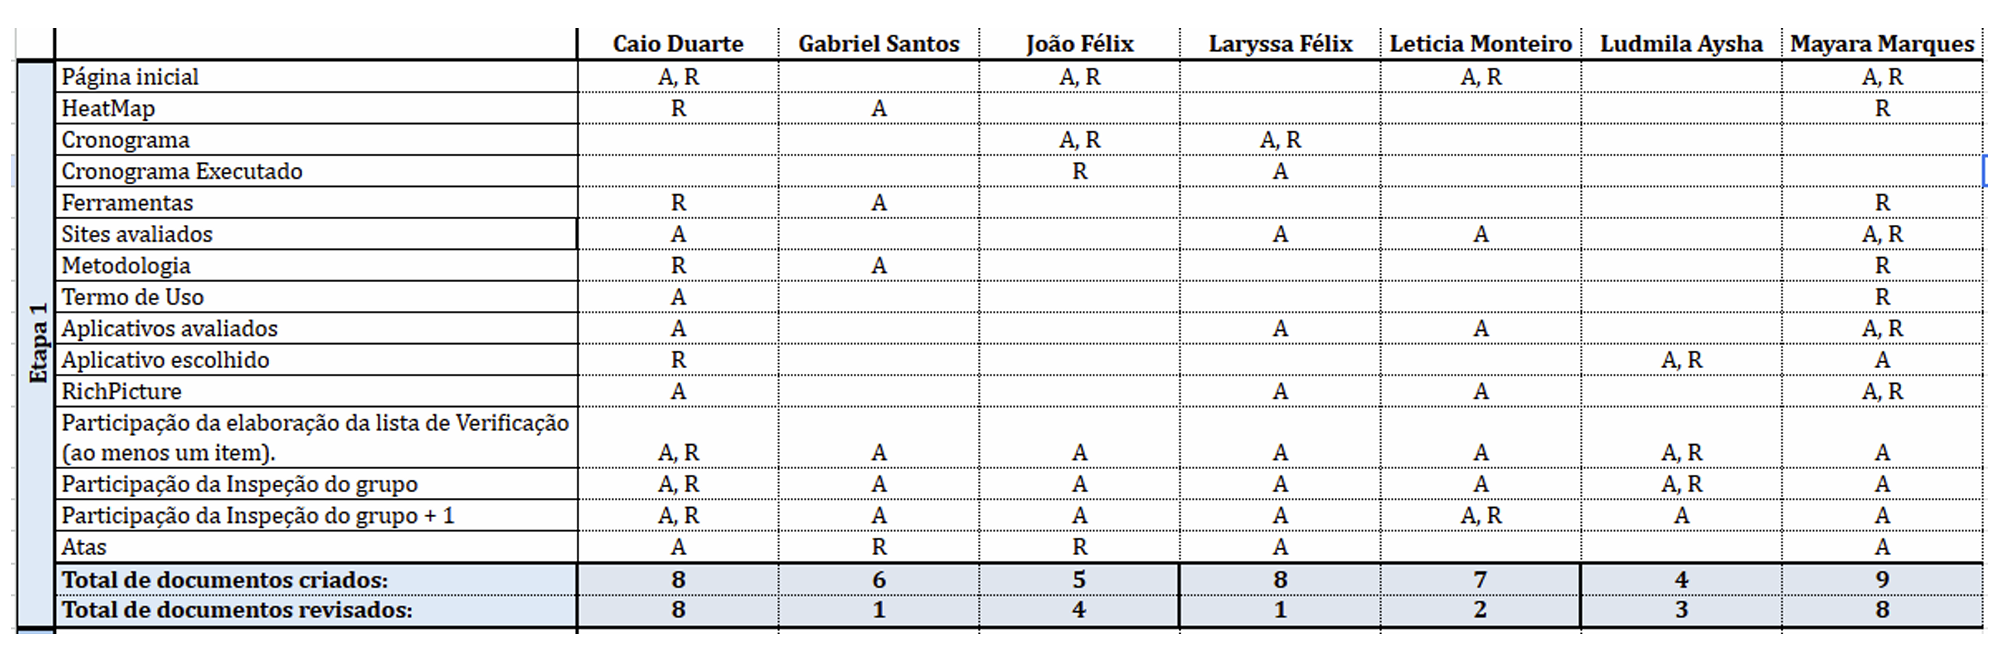 Caio Duarte Gabriel Santos João Félix Laryssa Félix Leticia Monteiro Ludmila Aysha Mayara Marques
Etapa 1
Página inicial A, R A, R A, R A, R
HeatMap R A R
Cronograma A, R A, R
Cronograma Executado R A
Ferramentas R A R
Sites avaliados A A A A, R
Metodologia R A R
Termo de Uso A R
Aplicativos avaliados A A A A, R
Aplicativo escolhido R A, R A
RichPicture A A A A, R
Participação da elaboração da lista de Verificação
(ao menos um item). A, R A A A A A, R A
Participação da Inspeção do grupo A, R A A A A A, R A
Participação da Inspeção do grupo + 1 A, R A A A A, R A A
Atas A R R A A
Total de documentos criados: 8 6 5 8 7 4 9
Total de documentos revisados: 8 1 4 1 2 3 8